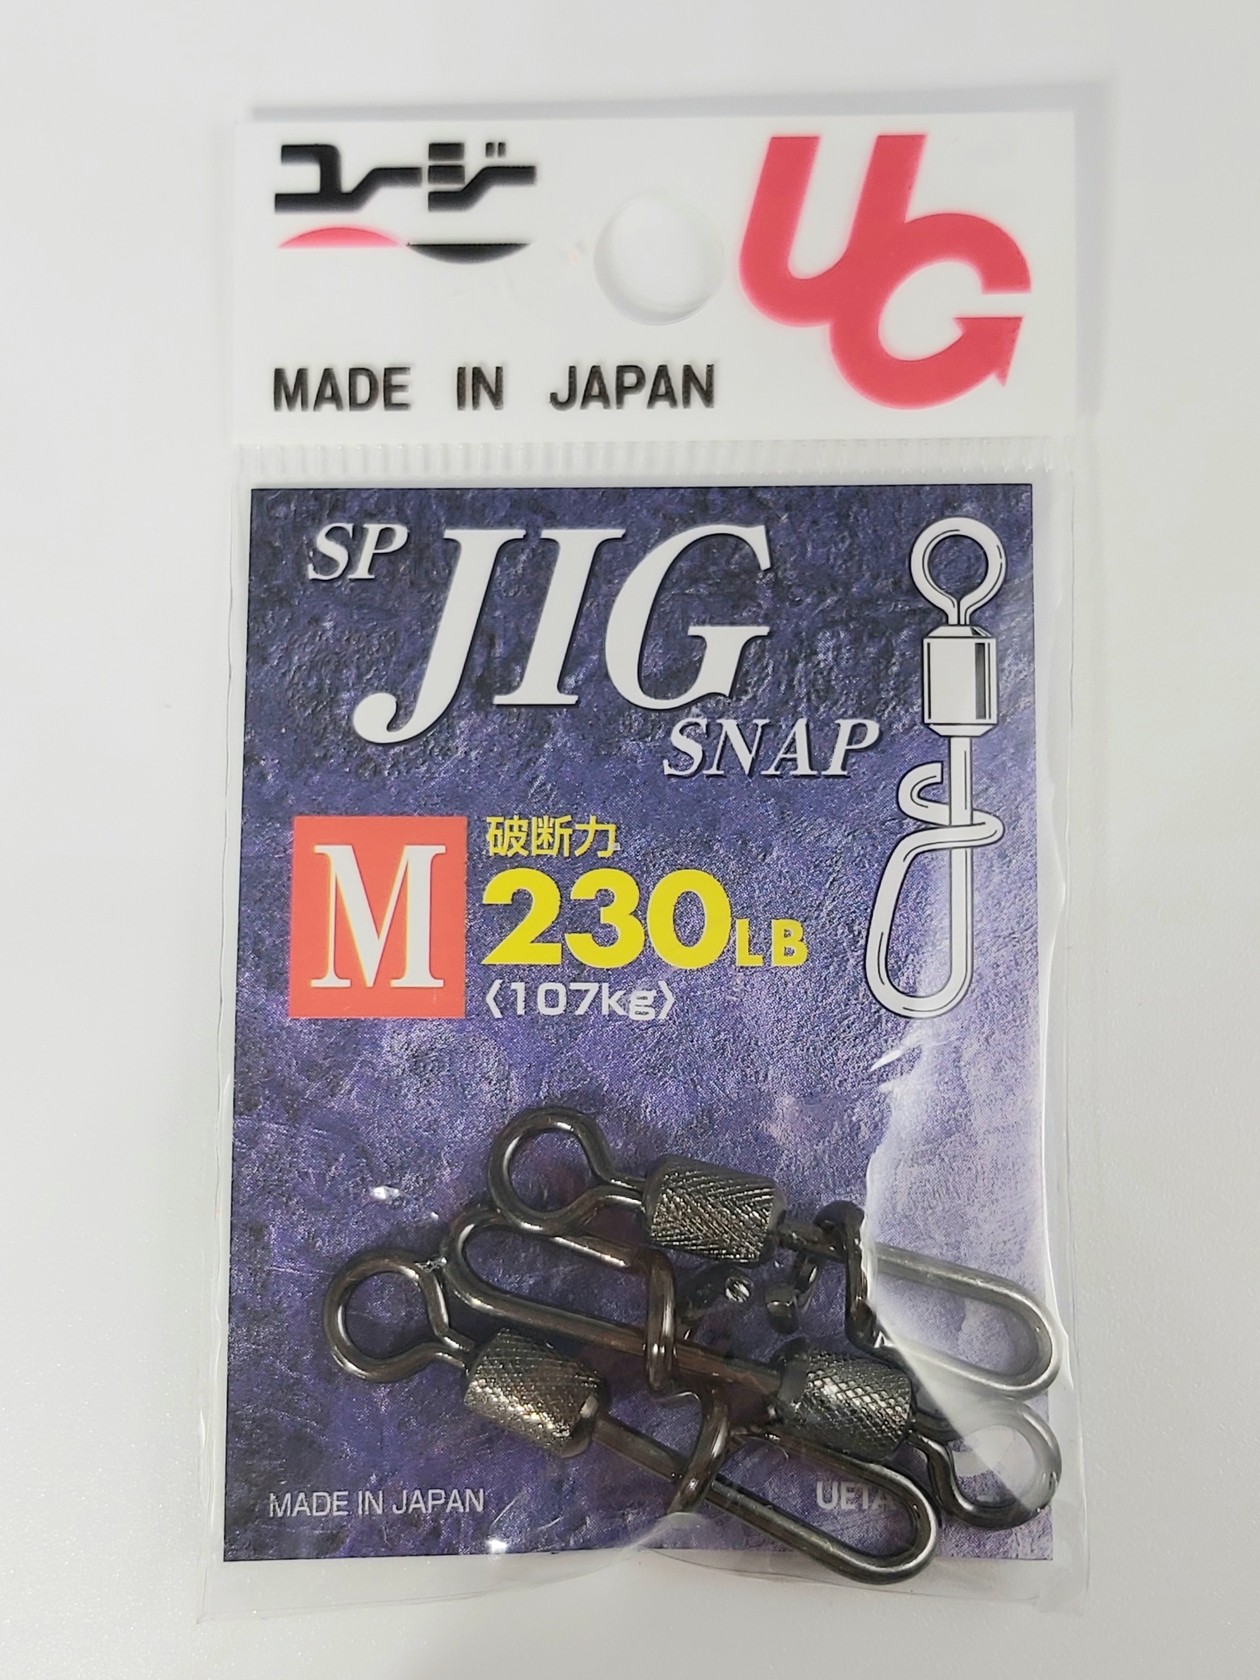 ユージ
UG
MADE IN JAPAN
SP JIG
SNAP
M
破断力
230LB
〈107kg〉
MADE IN JAPAN